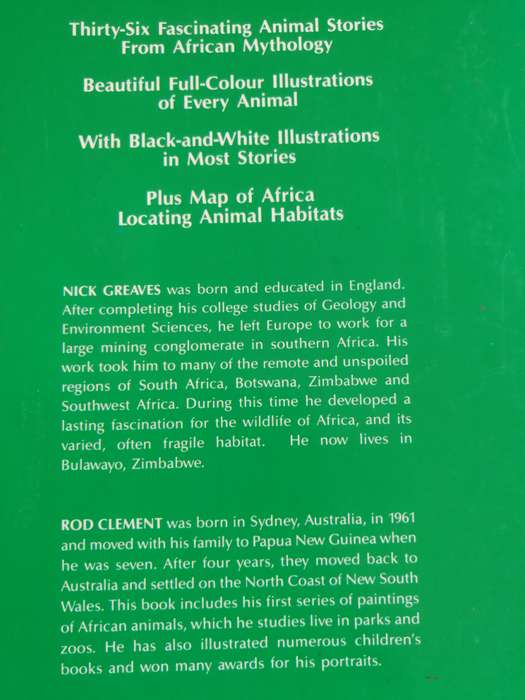 Thirty-Six Fascinating Animal Stories
From African Mythology
Beautiful Full-Colour Illustrations
of Every Animal
With Black-and-White Illustrations
in Most Stories
Plus Map of Africa
Locating Animal Habitats
NICK GREAVES was born and educated in England.
After completing his college studies of Geology and
Environment Sciences, he left Europe to work for a
large mining conglomerate in southern Africa. His
work took him to many of the remote and unspoiled
regions of South Africa, Botswana, Zimbabwe and
Southwest Africa. During this time he developed a
lasting fascination for the wildlife of Africa, and its
varied, often fragile habitat. He now lives in
Bulawayo, Zimbabwe.
ROD CLEMENT was born in Sydney, Australia, in 1961
and moved with his family to Papua New Guinea when
he was seven. After four years, they moved back to
Australia and settled on the North Coast of New South
Wales. This book includes his first series of paintings
of African animals, which he studies live in parks and
zoos. He has also illustrated numerous children's
books and won many awards for his portraits.